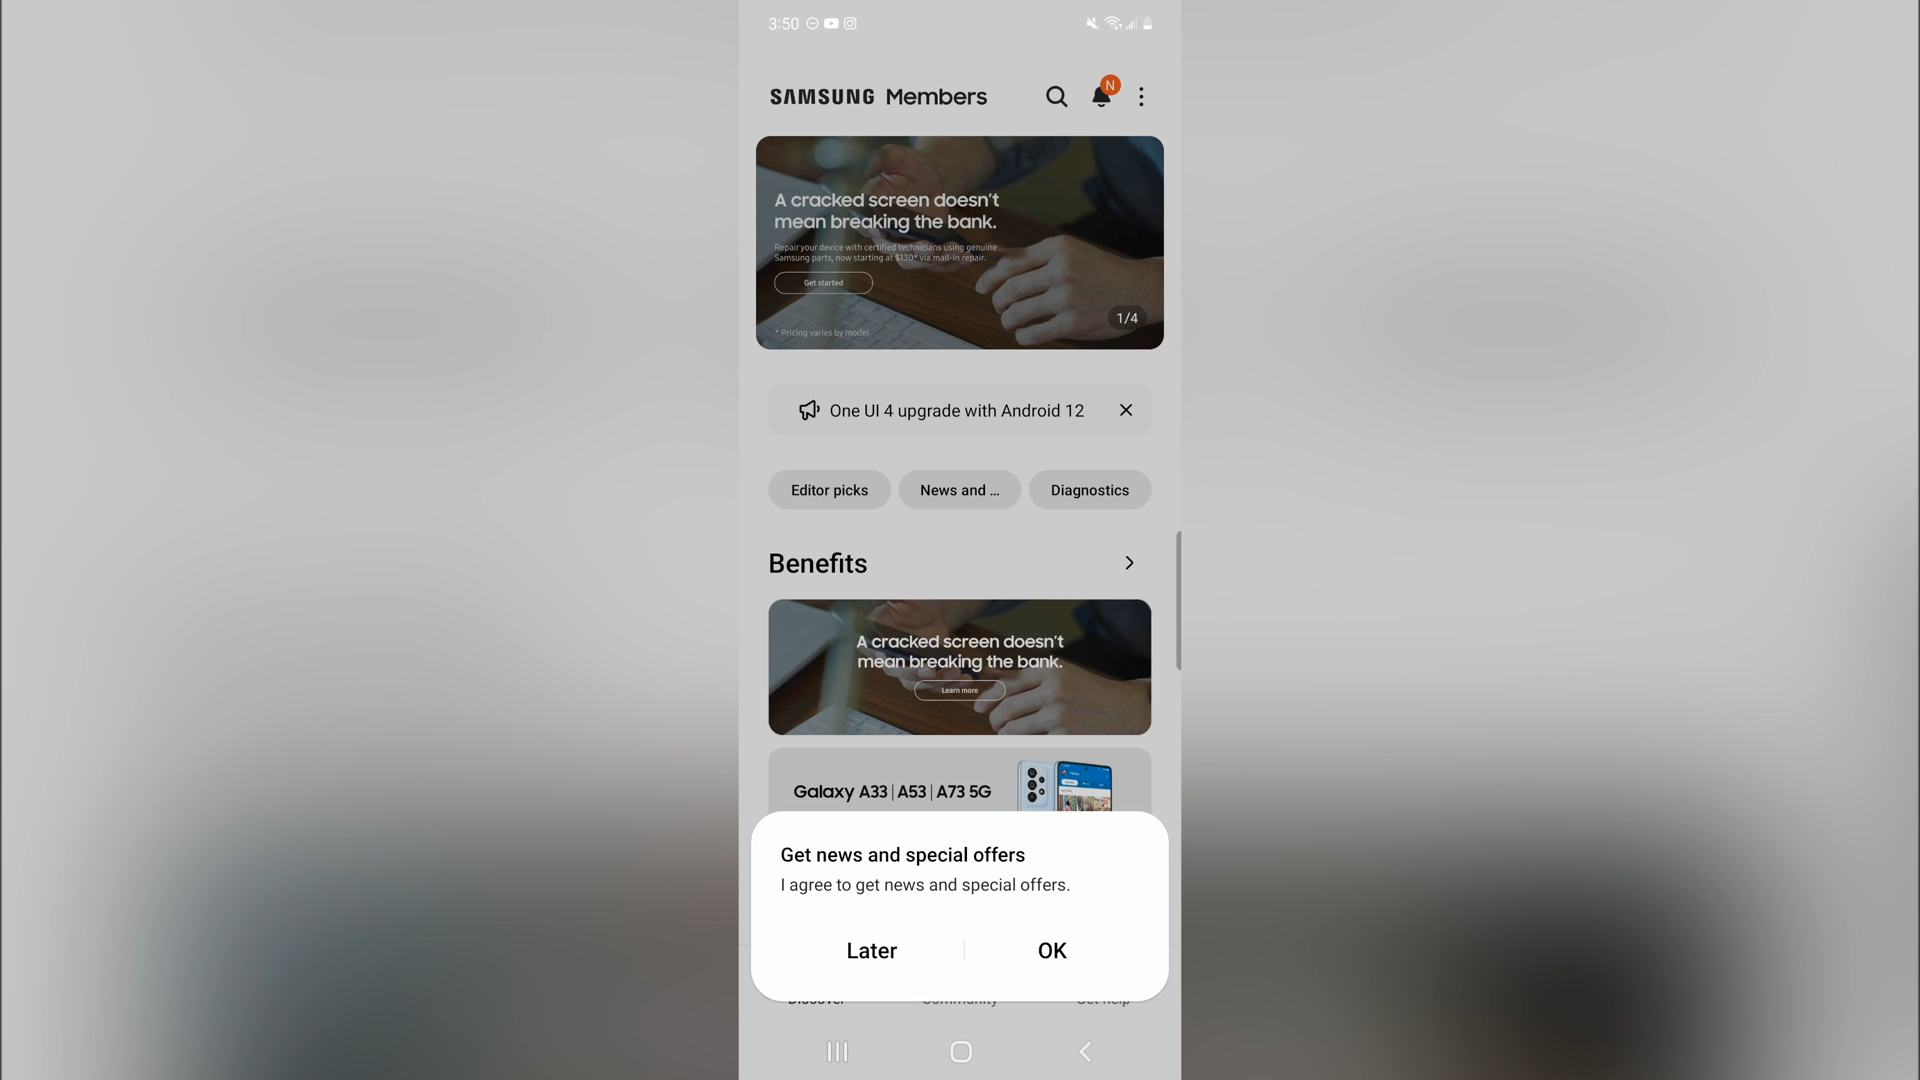 3:50
SAMSUNG Members
N
A cracked screen doesn't
mean breaking the bank.
Repair your device with certified technicians using genuine
Samsung parts, now starting at $130* via mail-in repair.
Get started
1/4
* Pricing varies by model
One UI 4 upgrade with Android 12
Editor picks
News and ...
Diagnostics
Benefits
A cracked screen doesn't
mean breaking the bank.
Learn more
Galaxy A33 | A53 | A73 5G
Get news and special offers
I agree to get news and special offers.
Later
OK
Discover
Community
Get help